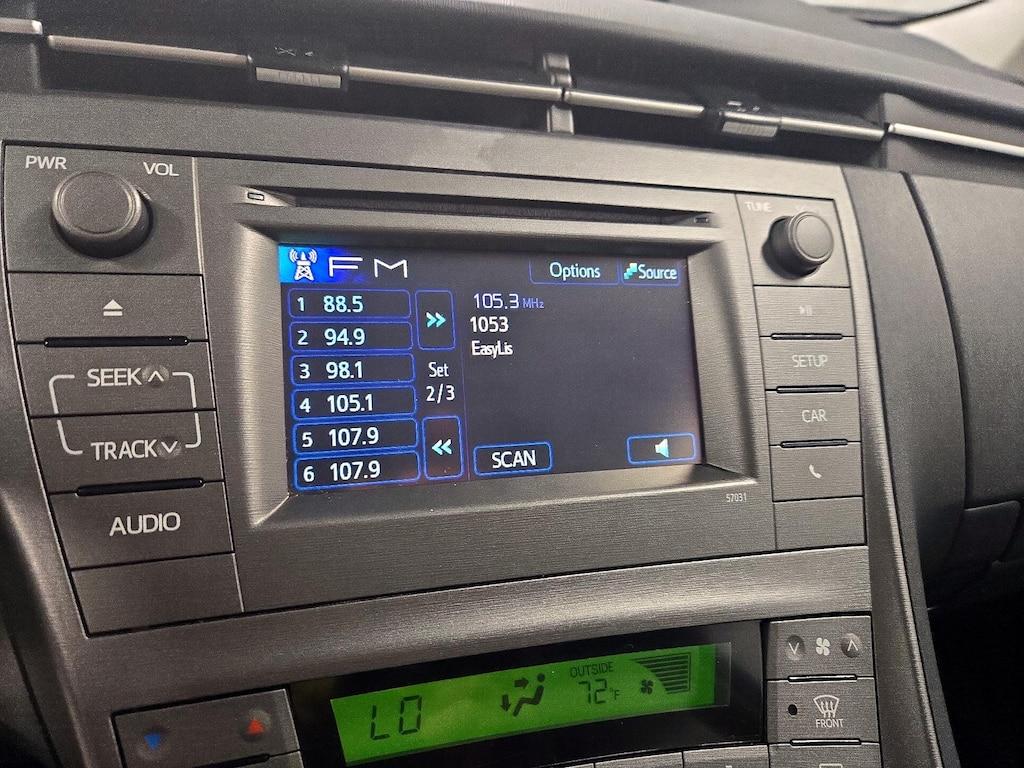 PWR
VOL
TUNE
FM
Options
Source
1 88.5
2 94.9
3 98.1
4 105.1
5 107.9
6 107.9
Set
2/3
105.3 MHz
1053
EasyLis
SCAN
SEEK
TRACK
AUDIO
SETUP
CAR
57031
LO
OUTSIDE
72°F
FRONT